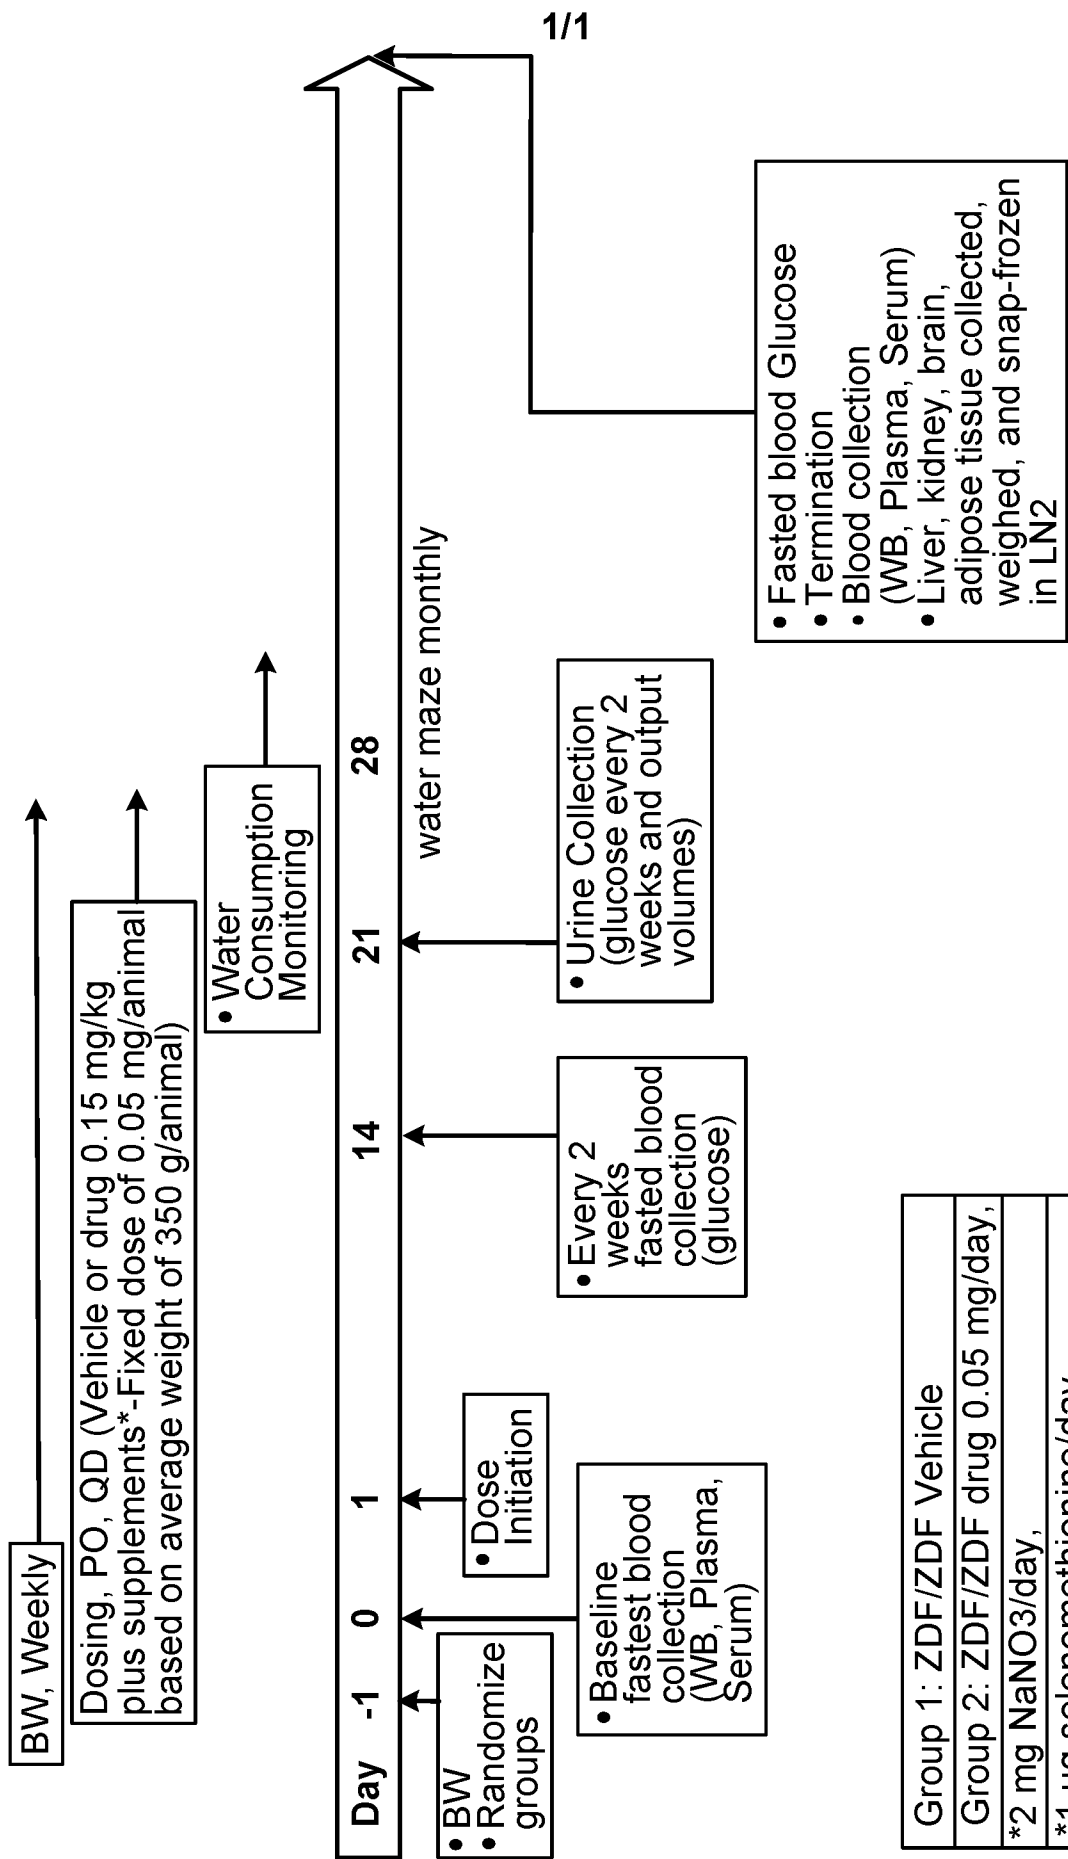 1/1
BW, Weekly
Dosing, PO, QD (Vehicle or drug 0.15 mg/kg
plus supplements*-Fixed dose of 0.05 mg/animal
based on average weight of 350 g/animal)
• Water
Consumption
Monitoring
Day -1 0 1 14 21 28
water maze monthly
• BW
• Randomize
groups
• Baseline
fastest blood
collection
(WB, Plasma,
Serum)
• Dose
Initiation
• Every 2
weeks
fasted blood
collection
(glucose)
• Urine Collection
(glucose every 2
weeks and output
volumes)
• Fasted blood Glucose
• Termination
• Blood collection
(WB, Plasma, Serum)
• Liver, kidney, brain,
adipose tissue collected,
weighed, and snap-frozen
in LN2
Group 1: ZDF/ZDF Vehicle
Group 2: ZDF/ZDF drug 0.05 mg/day,
*2 mg NaNO3/day,
*1 µg selenomethionine/day